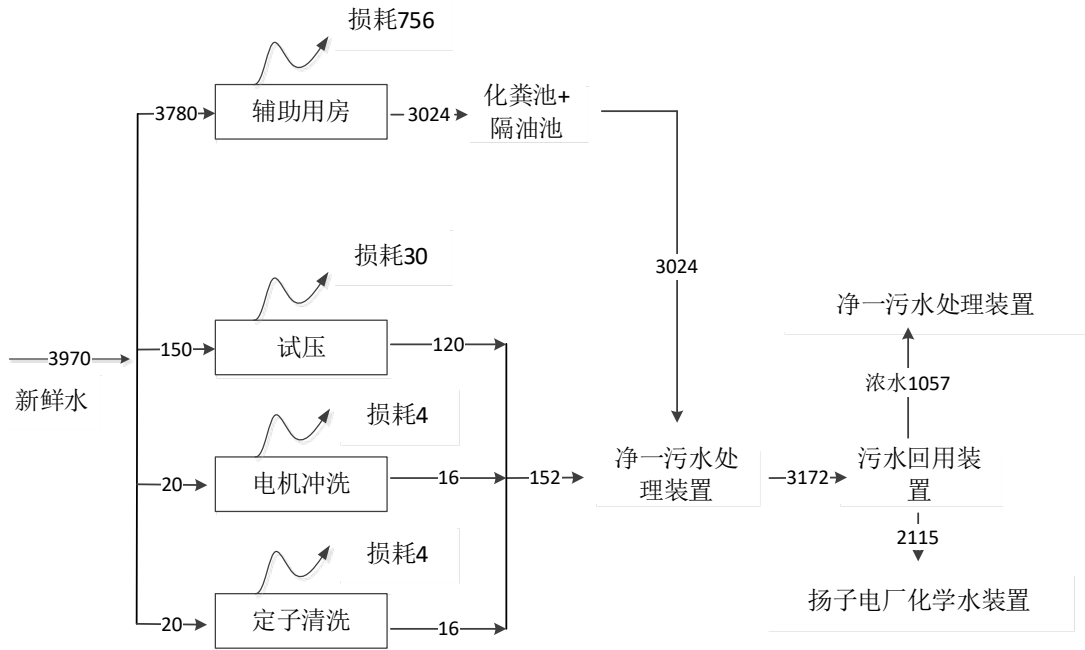 损耗756
3780
辅助用房
3024
化粪池+
隔油池
3024
损耗30
3970
新鲜水
150
试压
120
损耗4
20
电机冲洗
16
152
净一污水处
理装置
3172
污水回用装
置
浓水1057
净一污水处理装置
2115
扬子电厂化学水装置
损耗4
20
定子清洗
16